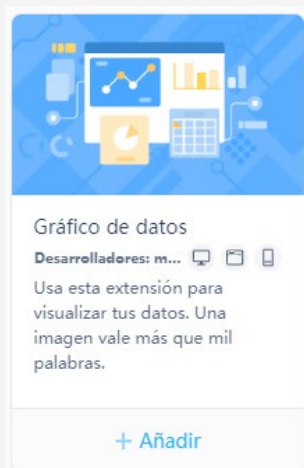 Gráfico de datos
Desarrolladores: m...
Usa esta extensión para
visualizar tus datos. Una
imagen vale más que mil
palabras.
+ Añadir